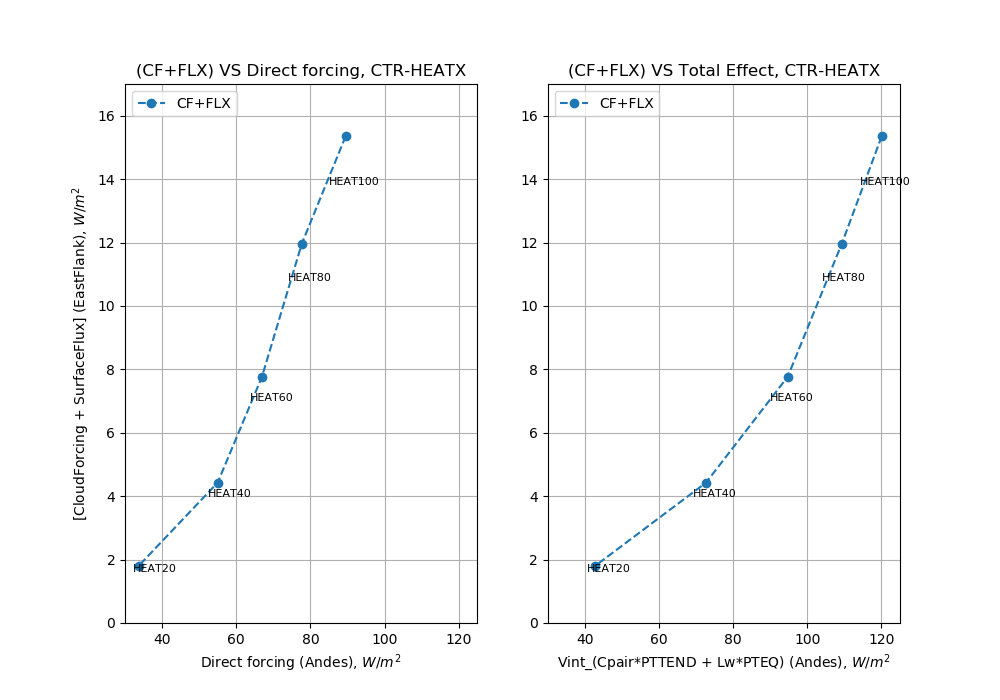 (CF+FLX) VS Direct forcing, CTR-HEATX
CF+FLX
16
14
12
10
8
6
4
2
0
HEAT100
HEAT80
HEAT60
HEAT40
HEAT20
40 60 80 100 120
Direct forcing (Andes), W/m²
[CloudForcing + SurfaceFlux] (EastFlank), W/m²
(CF+FLX) VS Total Effect, CTR-HEATX
CF+FLX
16
14
12
10
8
6
4
2
0
HEAT100
HEAT80
HEAT60
HEAT40
HEAT20
40 60 80 100 120
Vint_(Cpair*PTTEND + Lw*PTEQ) (Andes), W/m²